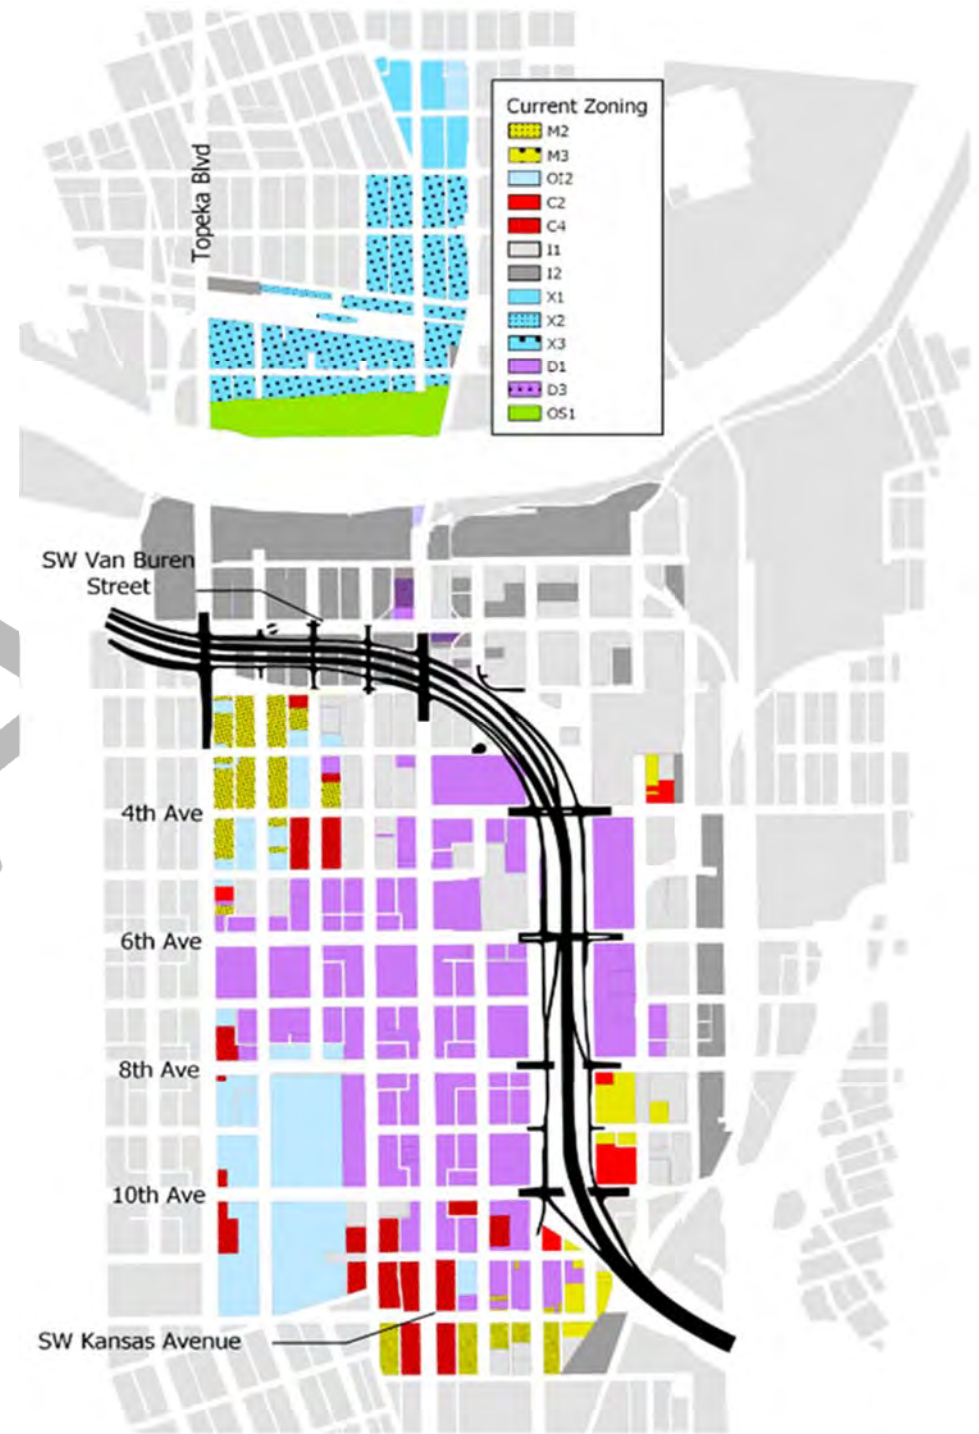 Current Zoning
M2
M3
OI2
C2
C4
I1
I2
X1
X2
X3
D1
D3
OS1
Topeka Blvd
SW Van Buren
Street
4th Ave
6th Ave
8th Ave
10th Ave
SW Kansas Avenue